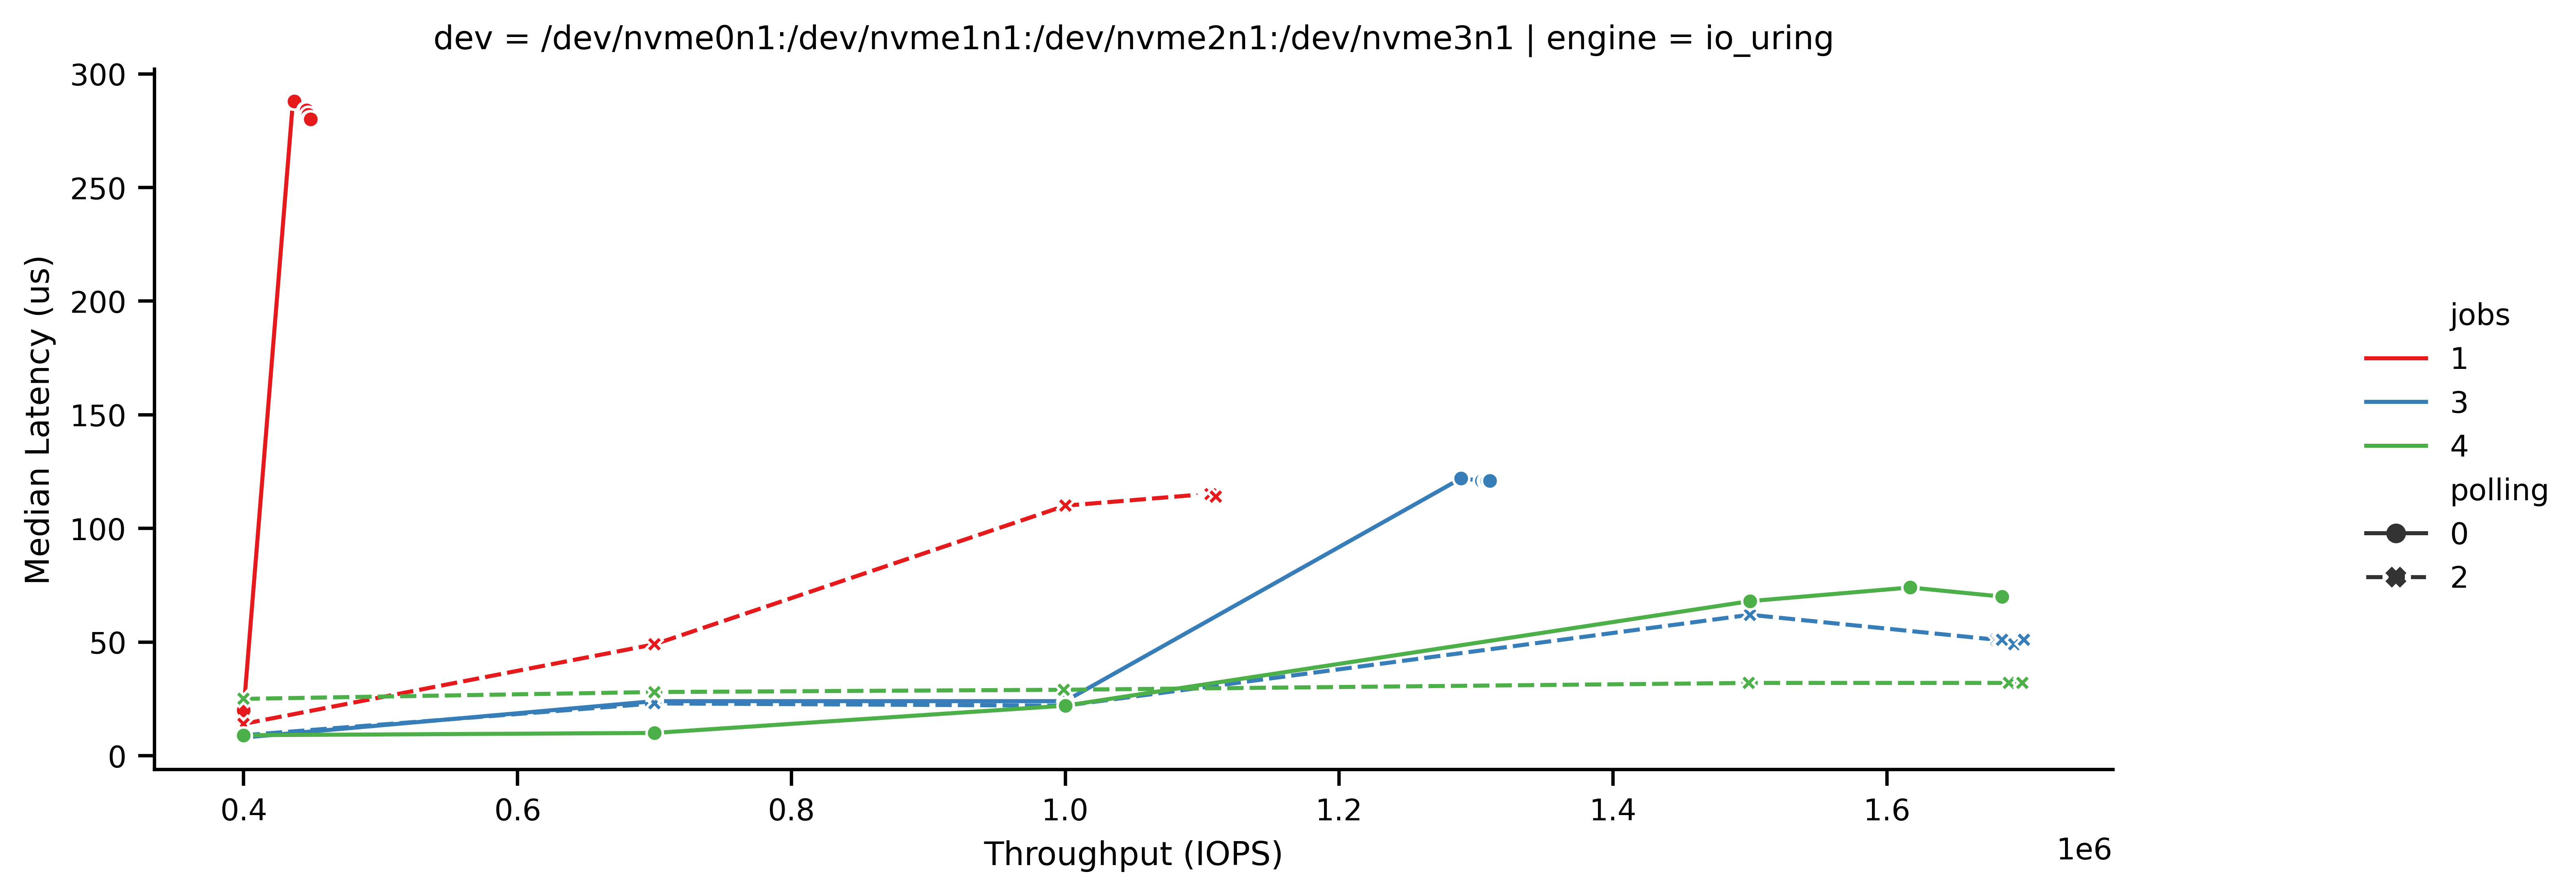 dev = /dev/nvme0n1:/dev/nvme1n1:/dev/nvme2n1:/dev/nvme3n1 | engine = io_uring
300
250
200
150
100
50
0
Median Latency (us)
0.4 0.6 0.8 1.0 1.2 1.4 1.6
1e6
Throughput (IOPS)
jobs
1
3
4
polling
0
2